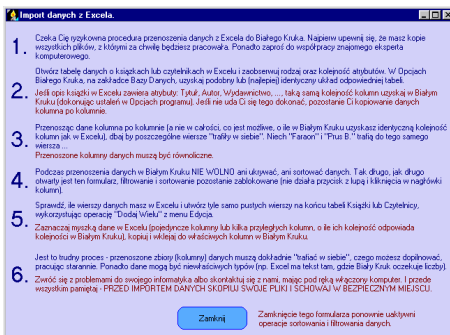 Import danych z Excela.
1. Czeka Cię ryzykowna procedura przenoszenia danych z Excela do Białego Kruka. Najpierw upewnij się, że masz kopie
wszystkich plików, z którymi za chwilę będziesz pracowała. Ponadto zaproś do współpracy znajomego eksperta
komputerowego.
2. Otwórz tabelę danych o książkach lub czytelnikach w Excelu i zaobserwuj rodzaj oraz kolejność atrybutów. W Opcjach
Białego Kruka, na zakładce Bazy Danych, uzyskaj podobny lub (najlepiej) identyczny układ odpowiedniej tabeli.
Jeśli opis książki w Excelu zawiera atrybuty: Tytuł, Autor, Wydawnictwo, ..., taką samą kolejność kolumn uzyskaj w Białym
Kruku (dokonując ustaleń w Opcjach programu). Jeśli nie uda Ci się tego dokonać, pozostanie Ci kopiowanie danych
kolumna po kolumnie.
3. Przenosząc dane kolumna po kolumnie (a nie w całości, co jest możliwe, o ile w Białym Kruku uzyskasz identyczną kolejność
kolumn jak w Excelu), dbaj by poszczególne wiersze "trafiły w siebie". Niech "Faraon" i "Prus B." trafią do tego samego
wiersza ...
Przenoszone kolumny danych muszą być równoliczne.
4. Podczas przenoszenia danych w Białym Kruku NIE WOLNO ani ukrywać, ani sortować danych. Tak długo, jak długo
otwarty jest ten formularz, filtrowanie i sortowanie pozostanie zablokowane (nie działa przycisk z lupą i kliknięcia w nagłówki
kolumn).
5. Sprawdź, ile wierszy danych masz w Excelu i utwórz tyle samo pustych wierszy na końcu tabeli Książki lub Czytelnicy,
wykorzystując operację "Dodaj Wielu" z menu Edycja.
Zaznaczaj myszką dane w Excelu (pojedyncze kolumny lub kilka przyległych kolumn, o ile ich kolejność odpowiada
kolejności w Białym Kruku), kopiuj i wklejaj do właściwych kolumn w Białym Kruku.
6. Jest to trudny proces - przenoszone zbiory (kolumny) danych muszą dokładnie "trafiać w siebie", czego możesz dopilnować,
pracując starannie. Ponadto dane mogą być niewłaściwych typów (np. Excel ma tekst tam, gdzie Biały Kruk oczekuje liczby).
Zwróć się z problemami do swojego informatyka albo skontaktuj się z nami, mając pod ręką włączony komputer. I przede
wszystkim pamiętaj - PRZED IMPORTEM DANYCH SKOPIUJ SWOJE PLIKI I SCHOWAJ W BEZPIECZNYM MIEJSCU.
Zamknij
Zamknięcie tego formularza ponownie uaktywni
operacje sortowania i filtrowania danych.